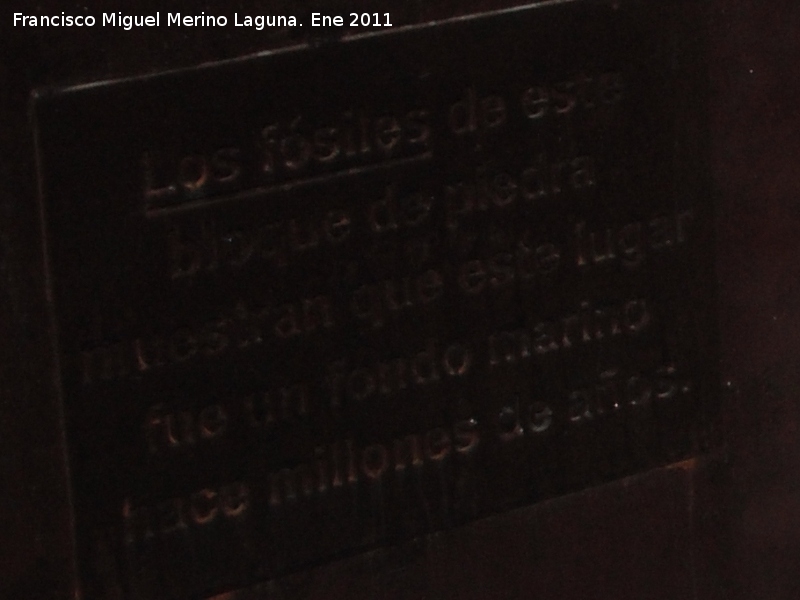 Francisco Miguel Merino Laguna. Ene 2011
Los fósiles de este
bloque de piedra
muestran que este lugar
fue un fondo marino
hace millones de años.